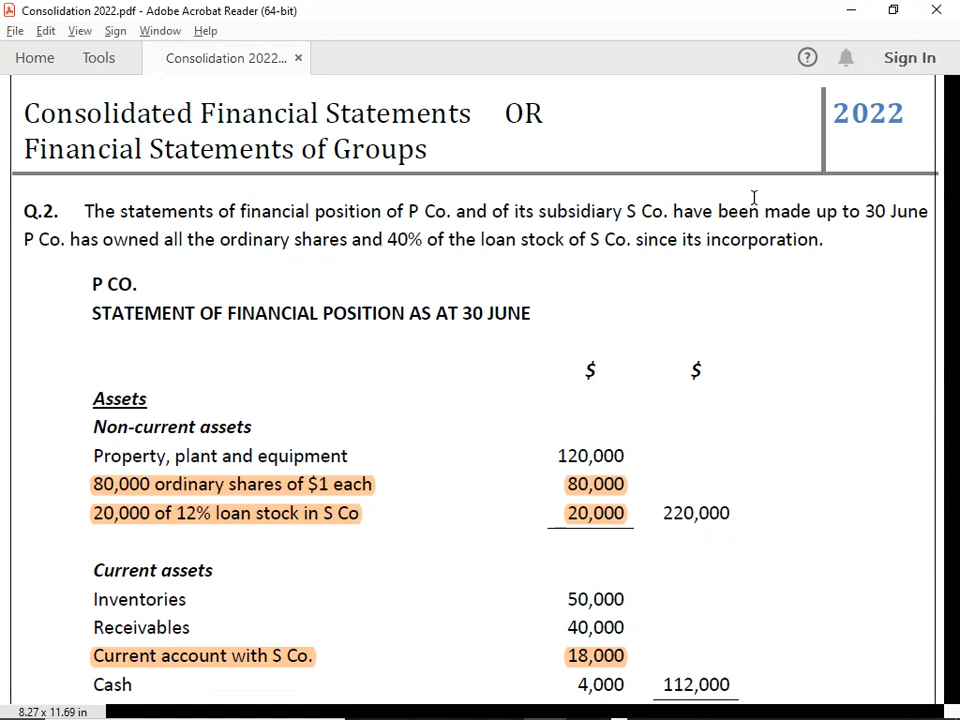 Consolidation 2022.pdf - Adobe Acrobat Reader (64-bit)
File Edit View Sign Window Help
Home Tools Consolidation 2022... × Sign In
Consolidated Financial Statements OR
Financial Statements of Groups
2022
Q.2. The statements of financial position of P Co. and of its subsidiary S Co. have been made up to 30 June
P Co. has owned all the ordinary shares and 40% of the loan stock of S Co. since its incorporation.
P CO.
STATEMENT OF FINANCIAL POSITION AS AT 30 JUNE
$ $
Assets
Non-current assets
Property, plant and equipment 120,000
80,000 ordinary shares of $1 each 80,000
20,000 of 12% loan stock in S Co 20,000 220,000
Current assets
Inventories 50,000
Receivables 40,000
Current account with S Co. 18,000
Cash 4,000 112,000
8.27 x 11.69 in